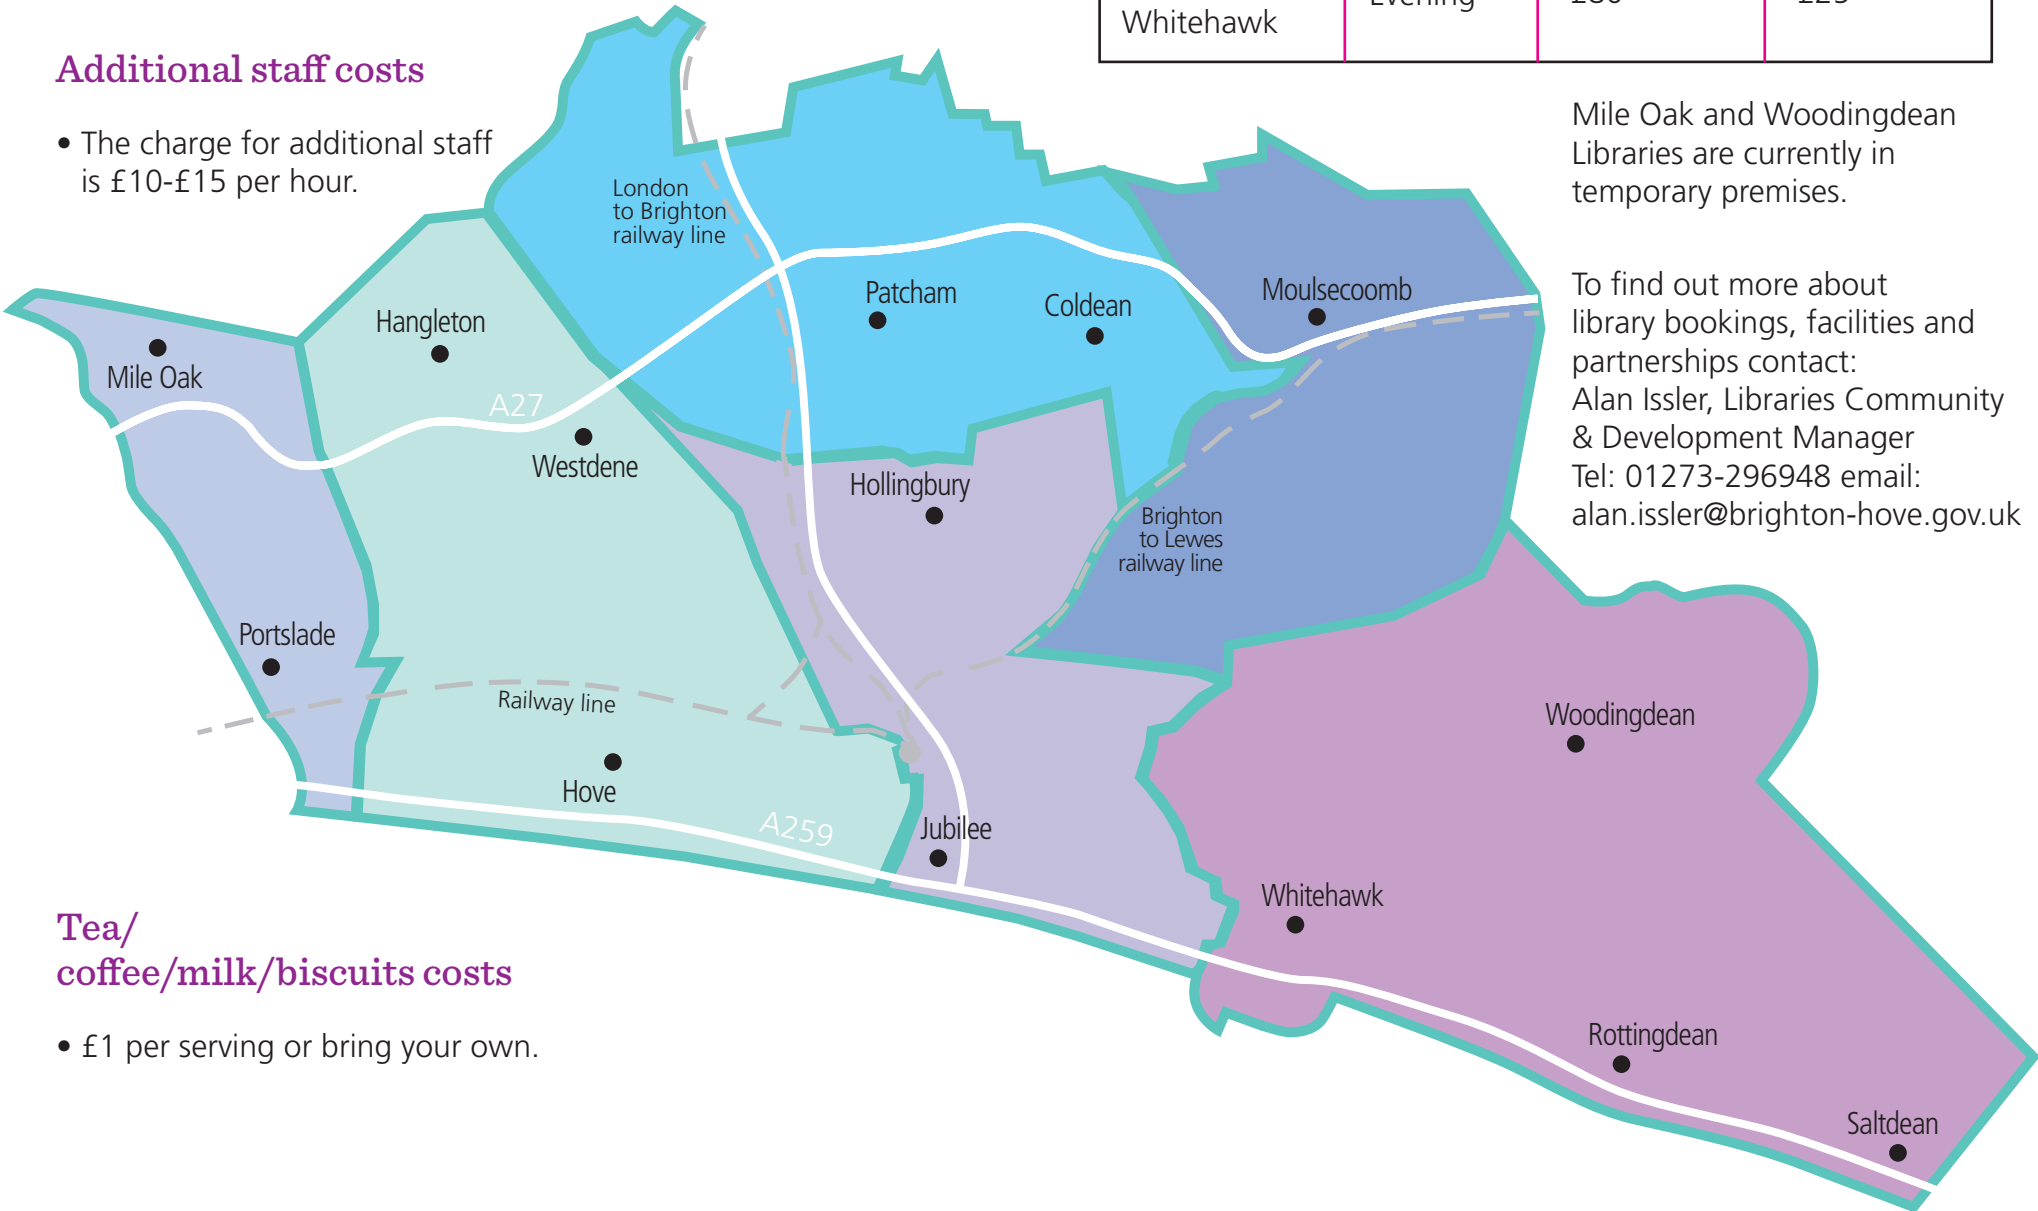 Evening
£80
£25
Whitehawk
Additional staff costs
• The charge for additional staff
is £10-£15 per hour.
Mile Oak and Woodingdean
Libraries are currently in
temporary premises.
To find out more about
library bookings, facilities and
partnerships contact:
Alan Issler, Libraries Community
& Development Manager
Tel: 01273-296948 email:
alan.issler@brighton-hove.gov.uk
London
to Brighton
railway line
Patcham
Coldean
Moulsecoomb
Hangleton
Mile Oak
A27
Westdene
Hollingbury
Brighton
to Lewes
railway line
Portslade
Railway line
Hove
A259
Jubilee
Woodingdean
Whitehawk
Rottingdean
Saltdean
Tea/
coffee/milk/biscuits costs
• £1 per serving or bring your own.